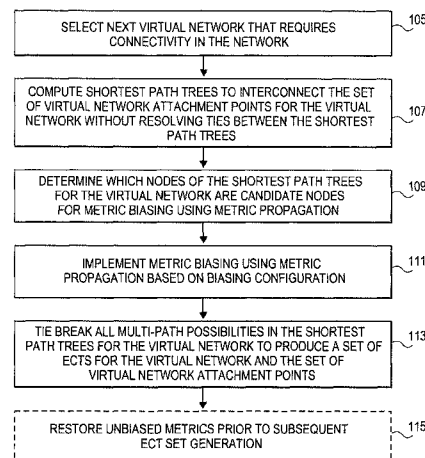 105
SELECT NEXT VIRTUAL NETWORK THAT REQUIRES
CONNECTIVITY IN THE NETWORK
COMPUTE SHORTEST PATH TREES TO INTERCONNECT THE SET
OF VIRTUAL NETWORK ATTACHMENT POINTS FOR THE VIRTUAL
NETWORK WITHOUT RESOLVING TIES BETWEEN THE SHORTEST
PATH TREES
107
DETERMINE WHICH NODES OF THE SHORTEST PATH TREES
FOR THE VIRTUAL NETWORK ARE CANDIDATE NODES
FOR METRIC BIASING USING METRIC PROPAGATION
109
IMPLEMENT METRIC BIASING USING METRIC
PROPAGATION BASED ON BIASING CONFIGURATION
111
TIE BREAK ALL MULTI-PATH POSSIBILITIES IN THE SHORTEST
PATH TREES FOR THE VIRTUAL NETWORK TO PRODUCE A SET OF
ECTS FOR THE VIRTUAL NETWORK AND THE SET OF
VIRTUAL NETWORK ATTACHMENT POINTS
113
RESTORE UNBIASED METRICS PRIOR TO SUBSEQUENT
ECT SET GENERATION
115